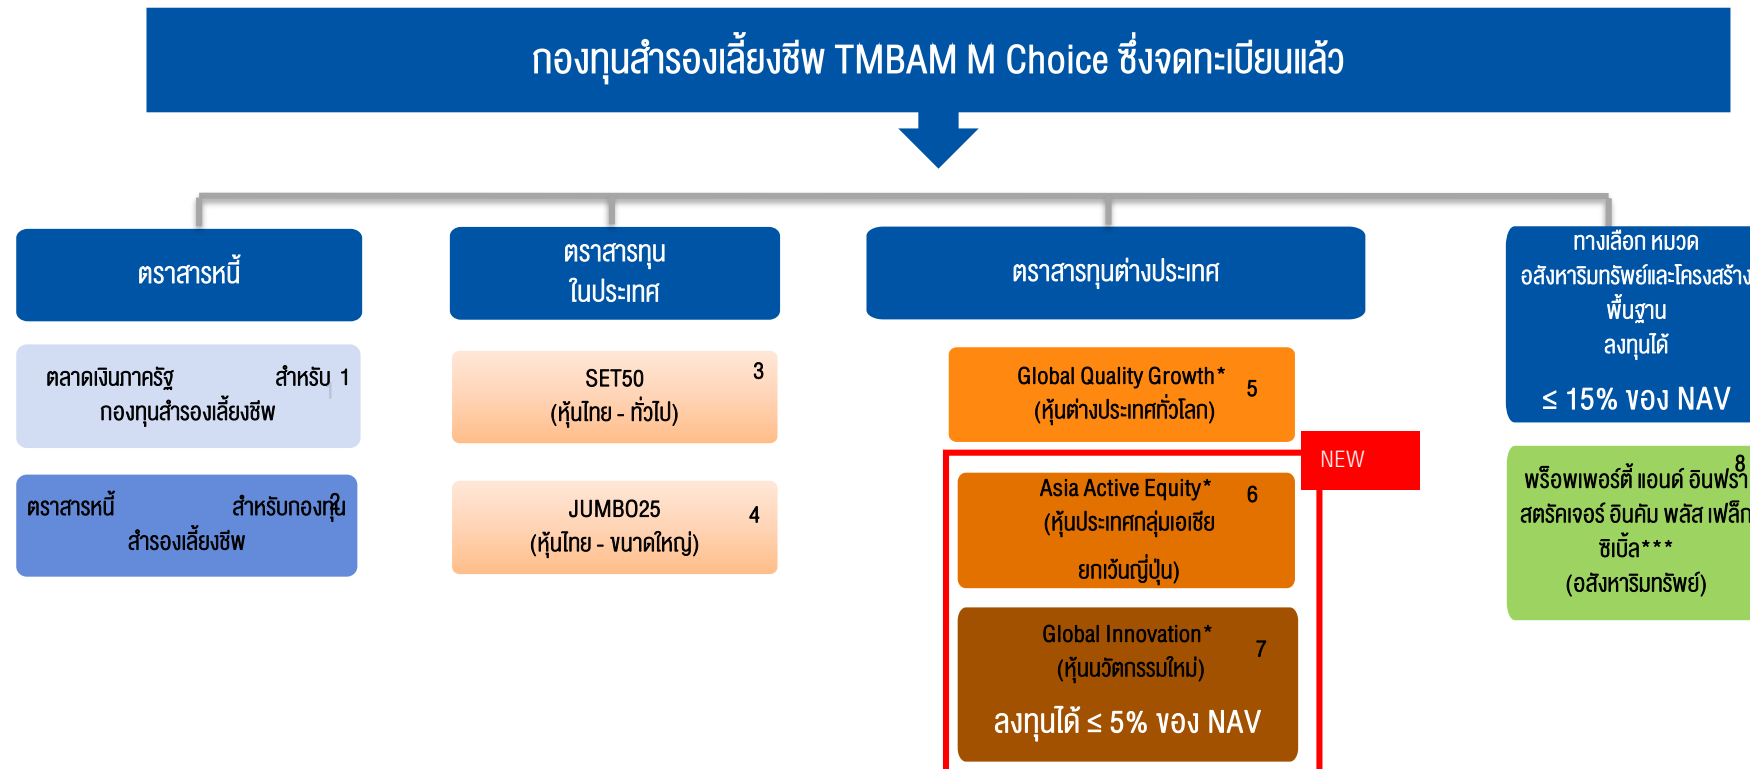 กองทุนสำรองเลี้ยงชีพ TMBAM M Choice ซึ่งจดทะเบียนแล้ว
ตราสารหนี้
ตลาดเงินภาครัฐ สำหรับ 1
กองทุนสำรองเลี้ยงชีพ
ตราสารหนี้ สำหรับกองทุน 2
สำรองเลี้ยงชีพ
ตราสารทุน
ในประเทศ
SET50 3
(หุ้นไทย - ทั่วไป)
JUMBO25 4
(หุ้นไทย - ขนาดใหญ่)
ตราสารทุนต่างประเทศ
Global Quality Growth* 5
(หุ้นต่างประเทศทั่วโลก)
NEW
Asia Active Equity* 6
(หุ้นประเทศกลุ่มเอเชีย
ยกเว้นญี่ปุ่น)
Global Innovation* 7
(หุ้นนวัตกรรมใหม่)
ลงทุนได้ ≤ 5% ของ NAV
ทางเลือก หมวด
อสังหาริมทรัพย์และโครงสร้าง
พื้นฐาน
ลงทุนได้
≤ 15% ของ NAV
8
พร็อพเพอร์ตี้ แอนด์ อินฟรา
สตรัคเจอร์ อินคัม พลัส เฟล็ก
ซิเบิ้ล***
(อสังหาริมทรัพย์)